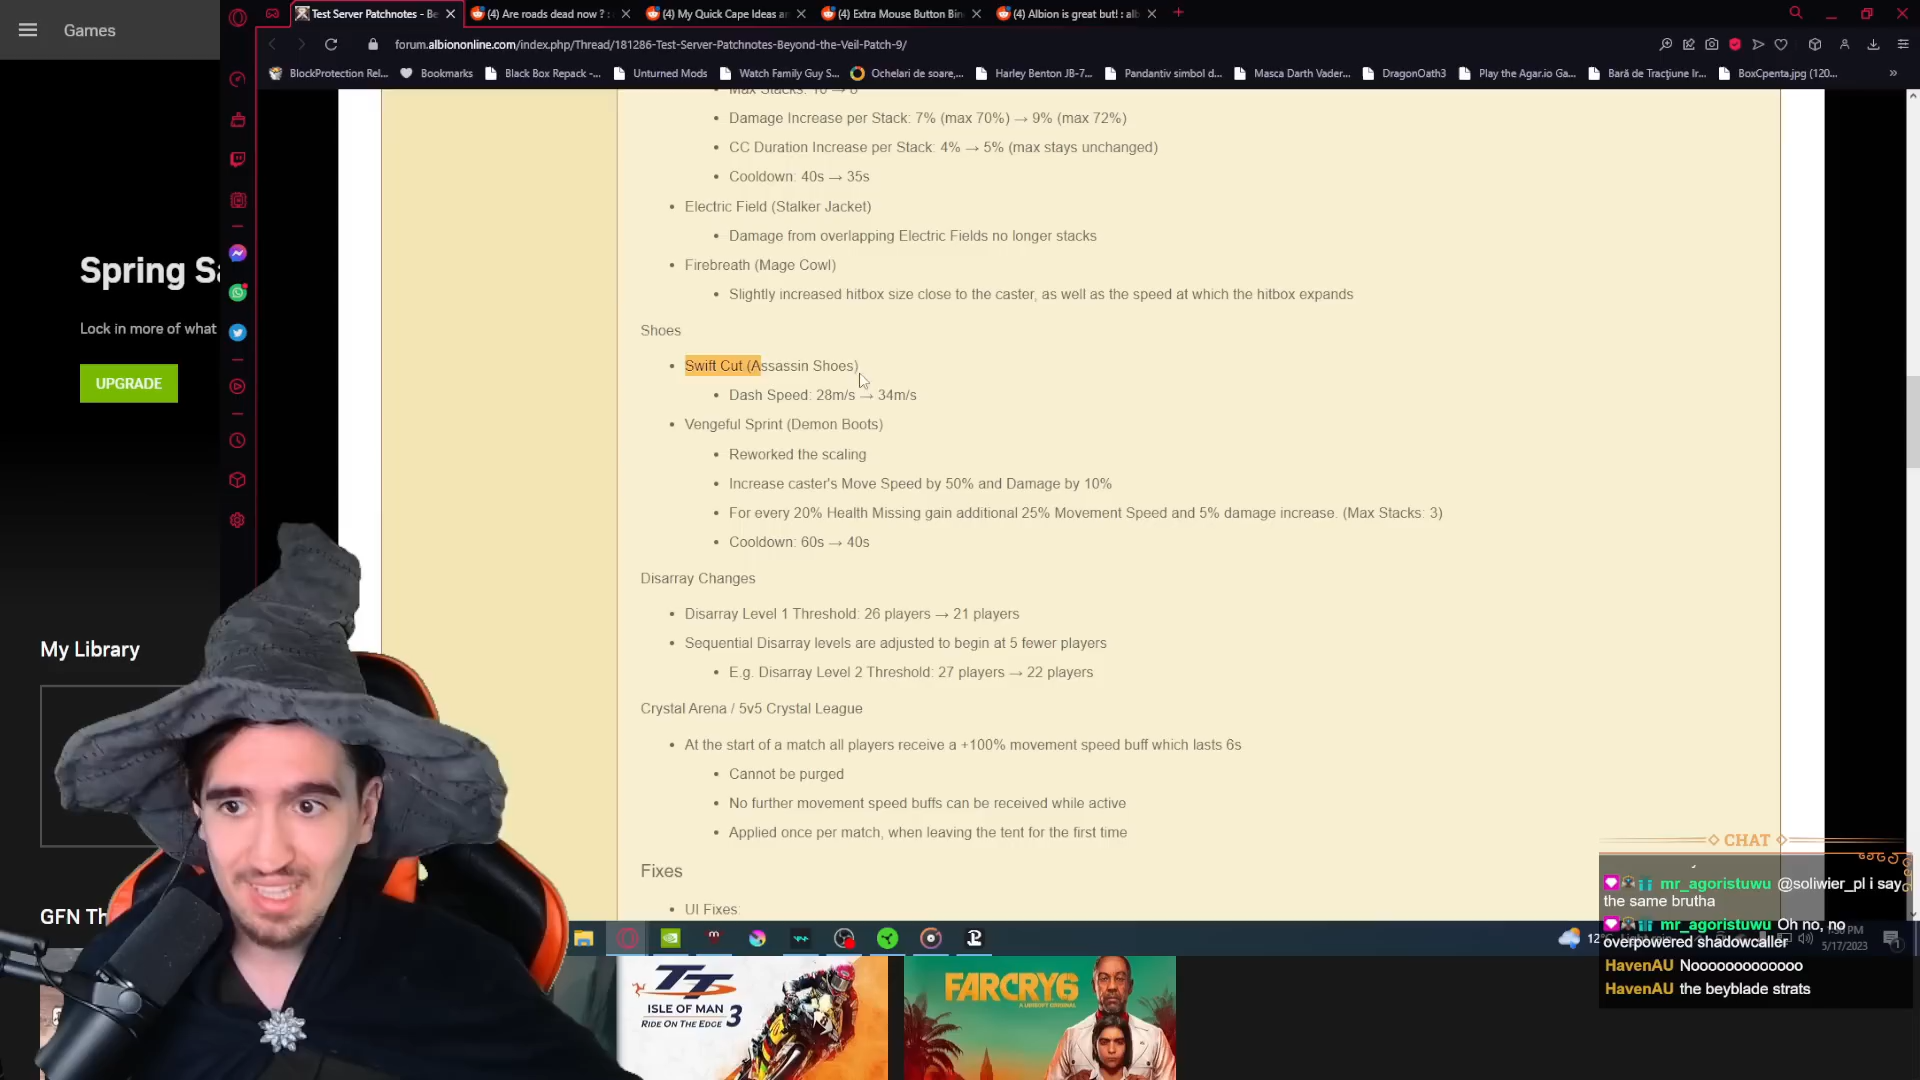 Games
Test Server Patchnotes - Be
(4) Are roads dead now ? :
(4) My Quick Cape Ideas a
(4) Extra Mouse Button Bin
(4) Albion is great but! : alb
forum.albiononline.com/index.php/Thread/181286-Test-Server-Patchnotes-Beyond-the-Veil-Patch-9/
BlockProtection Rel...
Bookmarks
Black Box Repack -...
Unturned Mods
Watch Family Guy S...
Ochelari de soare,...
Harley Benton JB-7...
Pandantiv simbol d...
Masca Darth Vader...
DragonOath3
Play the Agar.io Ga...
Bară de Tracțiune Ir...
BoxCpenta.jpg (120...
Max Stacks: 10 → 8
Damage Increase per Stack: 7% (max 70%) → 9% (max 72%)
CC Duration Increase per Stack: 4% → 5% (max stays unchanged)
Cooldown: 40s → 35s
Electric Field (Stalker Jacket)
Damage from overlapping Electric Fields no longer stacks
Firebreath (Mage Cowl)
Slightly increased hitbox size close to the caster, as well as the speed at which the hitbox expands
Shoes
Swift Cut (Assassin Shoes)
Dash Speed: 28m/s → 34m/s
Vengeful Sprint (Demon Boots)
Reworked the scaling
Increase caster's Move Speed by 50% and Damage by 10%
For every 20% Health Missing gain additional 25% Movement Speed and 5% damage increase. (Max Stacks: 3)
Cooldown: 60s → 40s
Disarray Changes
Disarray Level 1 Threshold: 26 players → 21 players
Sequential Disarray levels are adjusted to begin at 5 fewer players
E.g. Disarray Level 2 Threshold: 27 players → 22 players
Crystal Arena / 5v5 Crystal League
At the start of a match all players receive a +100% movement speed buff which lasts 6s
Cannot be purged
No further movement speed buffs can be received while active
Applied once per match, when leaving the tent for the first time
Fixes
UI Fixes:
Spring Sa
Lock in more of what
UPGRADE
My Library
GFN Th
CHAT
mr_agoristuwu @soliwier_pl i say
the same brutha
mr_agoristuwu Oh no, no
overpowered shadowcaller
HavenAU Nooooooooooooo
HavenAU the beyblade strats
5/17/2023
TT
ISLE OF MAN
RIDE ON THE EDGE 3
FARCRY6
A UBISOFT ORIGINAL